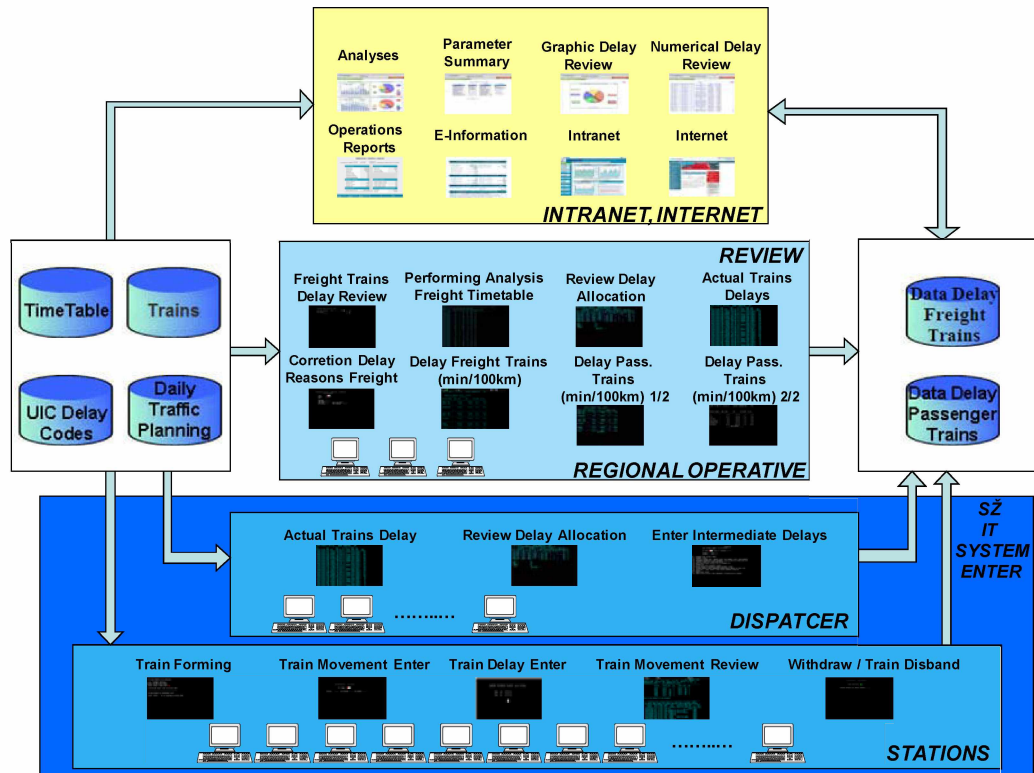 Analyses
Parameter
Summary
Graphic Delay
Review
Numerical Delay
Review
Operations
Reports
E-Information
Intranet
Internet
INTRANET, INTERNET
TimeTable
Trains
UIC Delay
Codes
Daily
Traffic
Planning
REVIEW
Freight Trains
Delay Review
Performing Analysis
Freight Timetable
Review Delay
Allocation
Actual Trains
Delays
Corretion Delay
Reasons Freight
Delay Freight Trains
(min/100km)
Delay Pass.
Trains
(min/100km) 1/2
Delay Pass.
Trains
(min/100km) 2/2
REGIONAL OPERATIVE
Data Delay
Freight
Trains
Data Delay
Passenger
Trains
SŽ
IT
SYSTEM
ENTER
Actual Trains Delay
Review Delay Allocation
Enter Intermediate Delays
........…
DISPATCER
Train Forming
Train Movement Enter
Train Delay Enter
Train Movement Review
Withdraw / Train Disband
........…
STATIONS